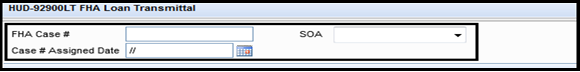 HUD-92900LT FHA Loan Transmittal
FHA Case # SOA
Case # Assigned Date //